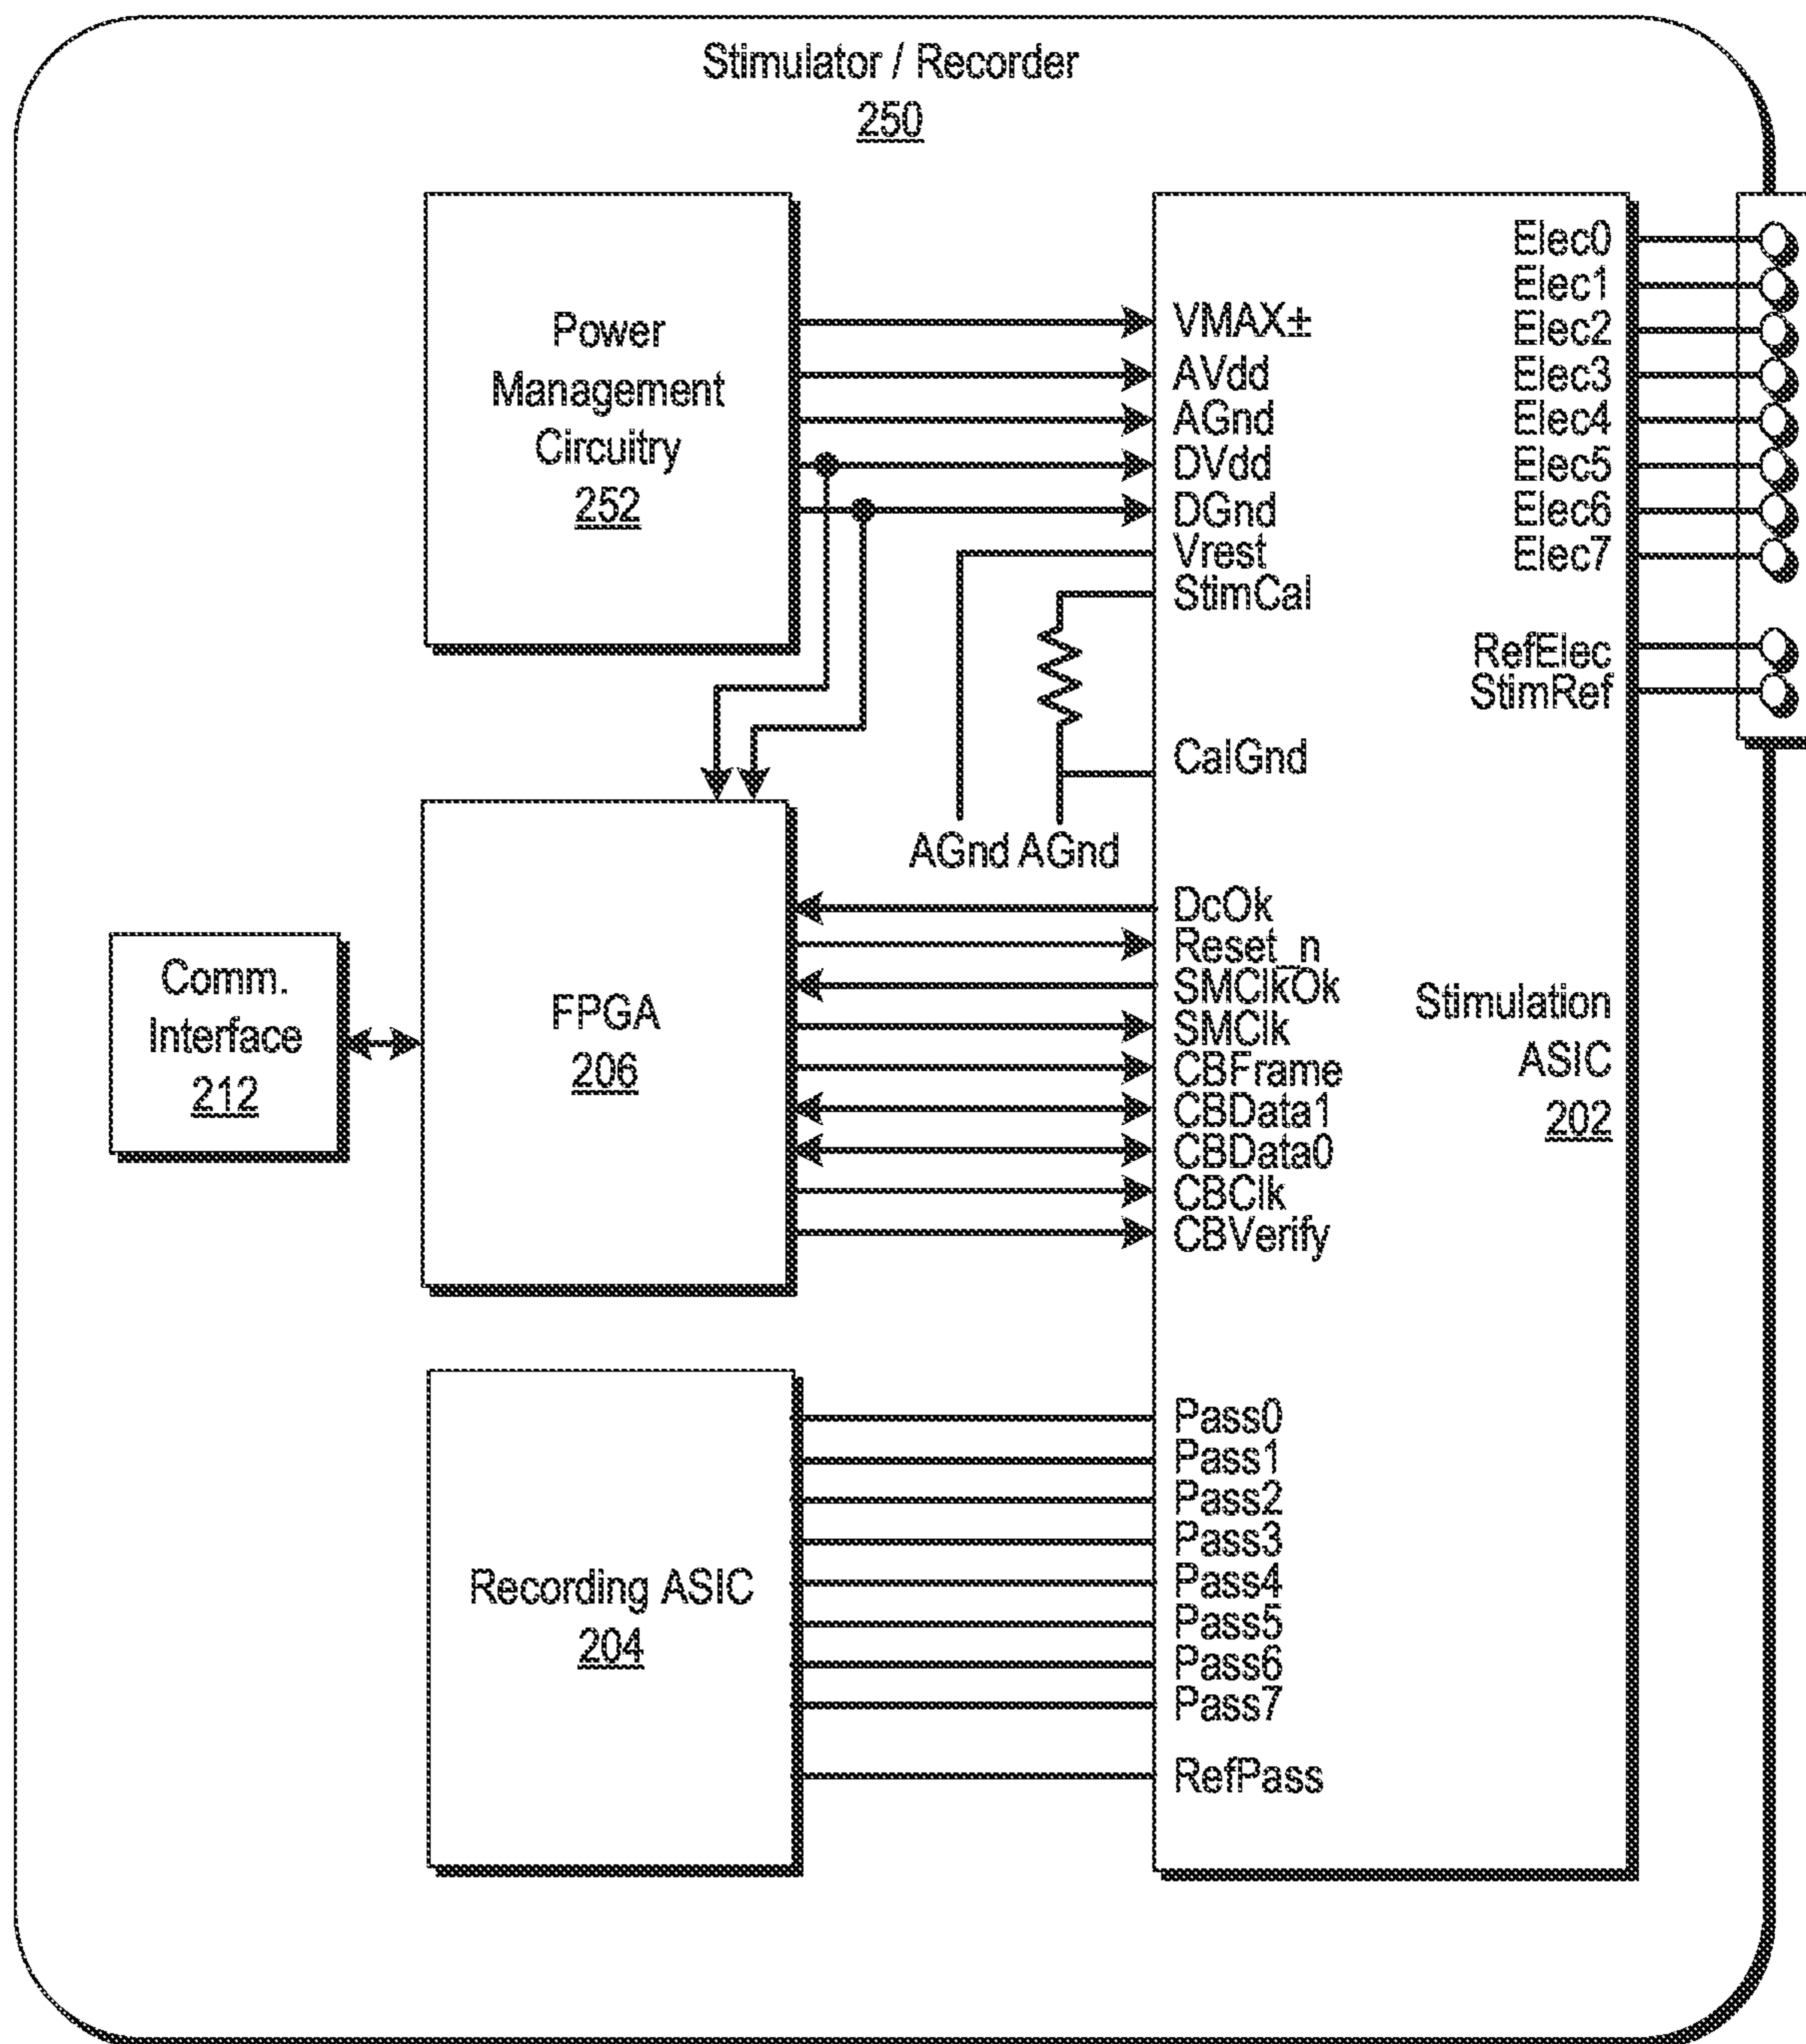 Stimulator / Recorder
250
Power
Management
Circuitry
252
VMAX±
AVdd
AGnd
DVdd
DGnd
Vrest
StimCal
CalGnd
AGnd AGnd
Elec0
Elec1
Elec2
Elec3
Elec4
Elec5
Elec6
Elec7
RefElec
StimRef
Comm.
Interface
212
FPGA
206
DcOk
Reset_n
SMClkOk
SMClk
CBFrame
CBData1
CBData0
CBClk
CBVerify
Stimulation
ASIC
202
Recording ASIC
204
Pass0
Pass1
Pass2
Pass3
Pass4
Pass5
Pass6
Pass7
RefPass